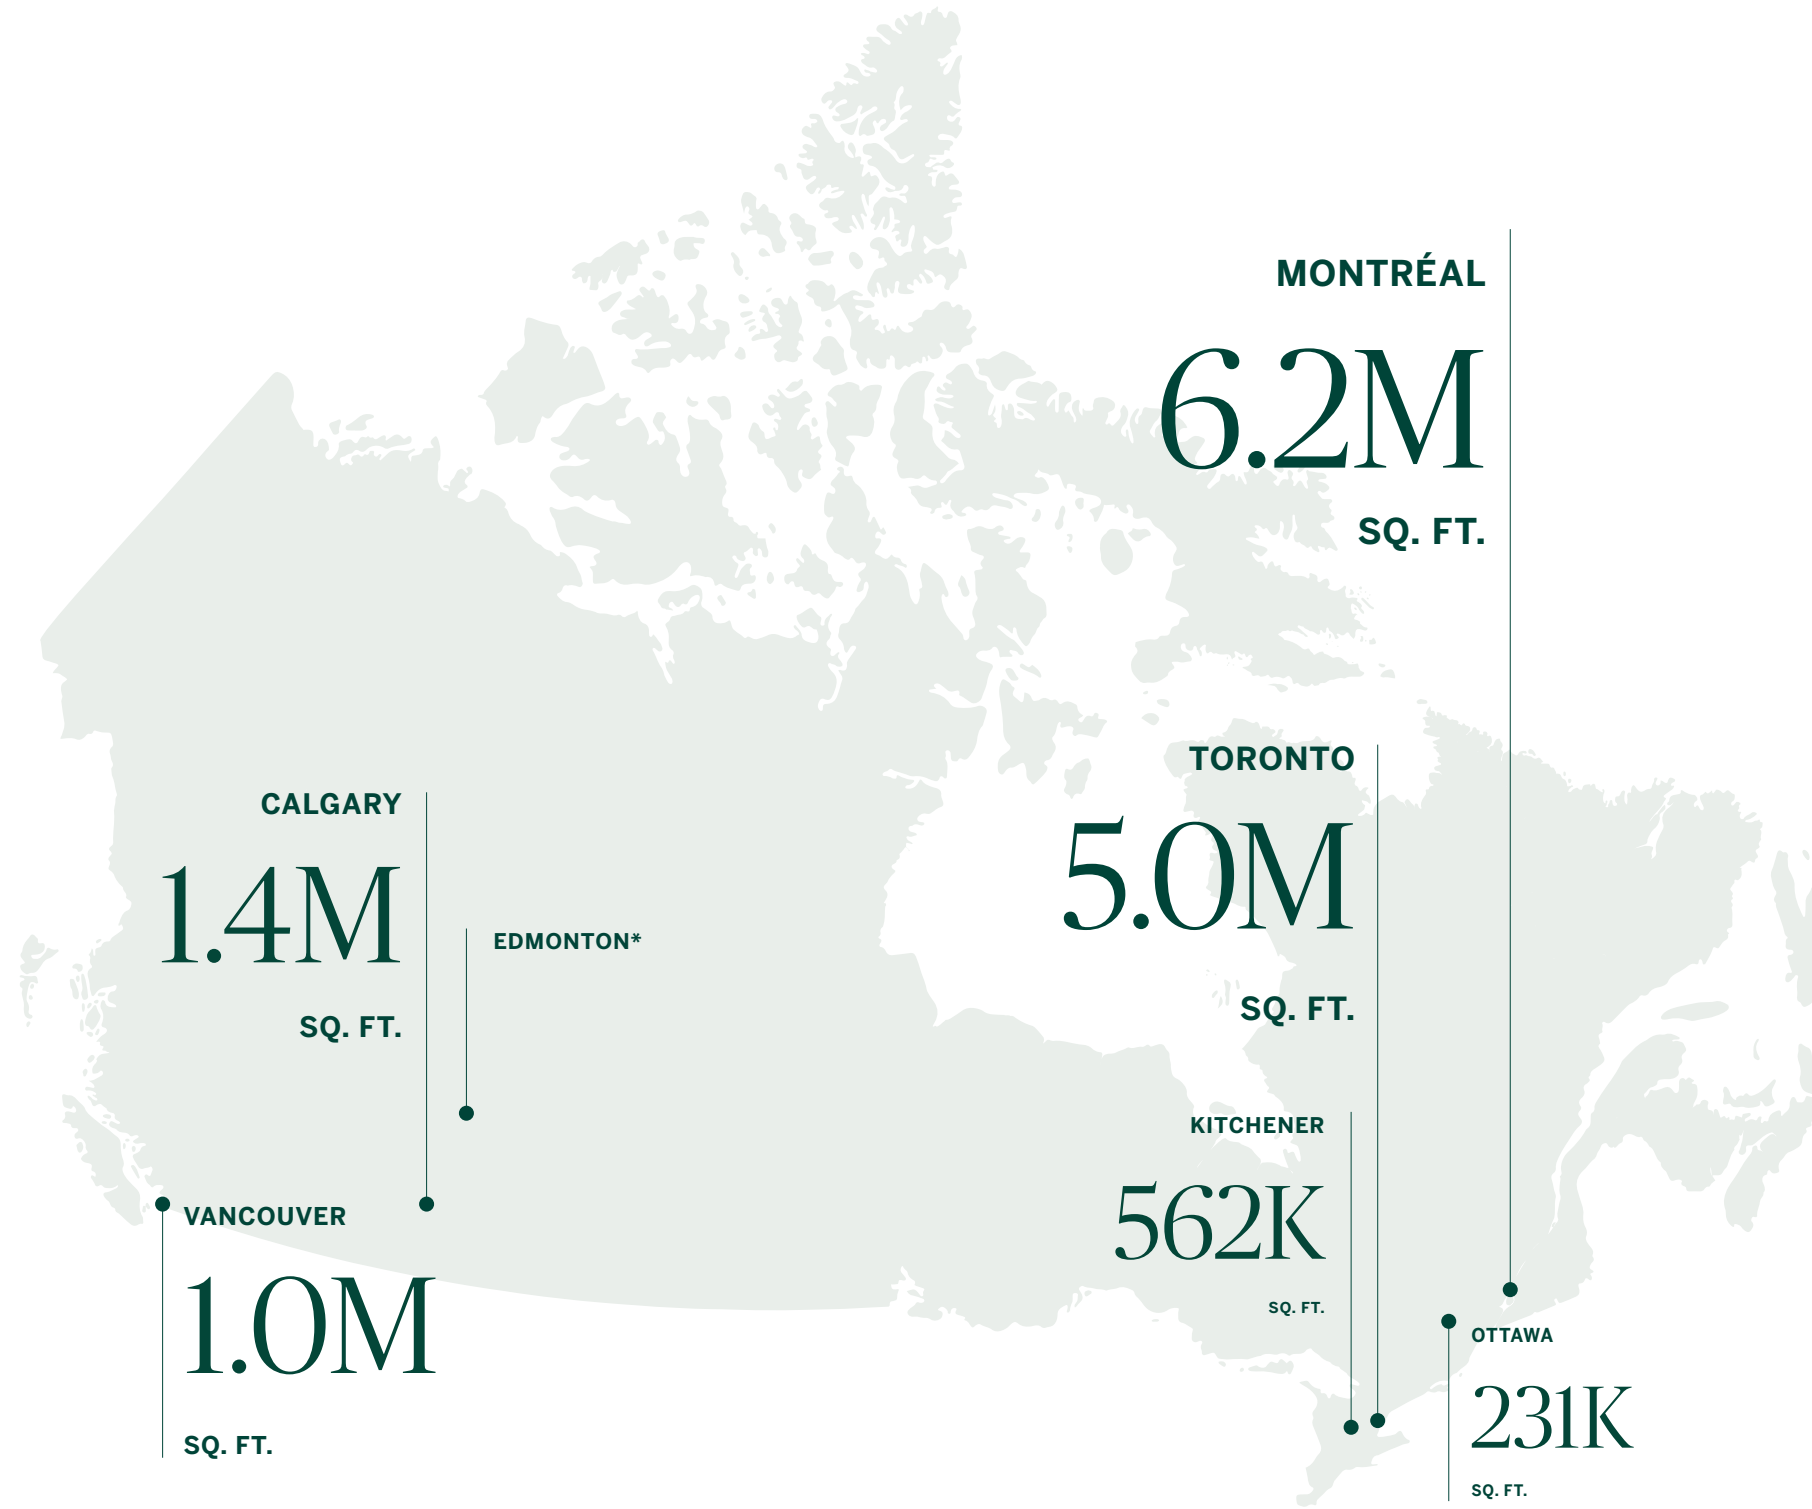 MONTRÉAL
6.2M
SQ. FT.
TORONTO
5.0M
SQ. FT.
CALGARY
1.4M
SQ. FT.
EDMONTON*
KITCHENER
562K
SQ. FT.
VANCOUVER
1.0M
SQ. FT.
OTTAWA
231K
SQ. FT.